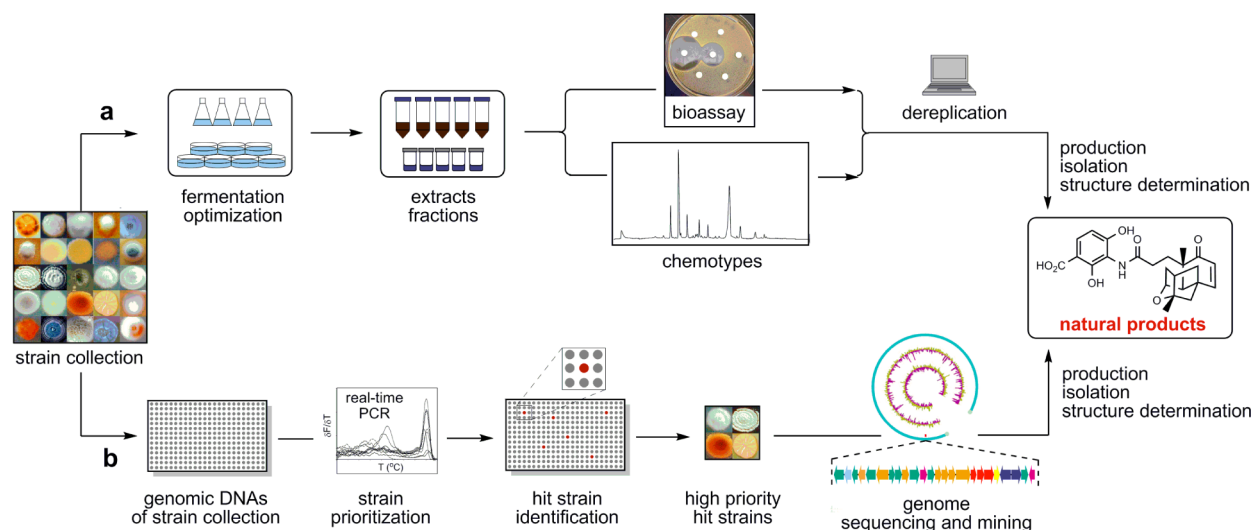 a
fermentation
optimization
extracts
fractions
bioassay
chemotypes
dereplication
production
isolation
structure determination
OH
O
O
HO₂C
N
H
OH
O
natural products
strain collection
production
isolation
structure determination
b
real-time
PCR
δF/δT
T (°C)
genomic DNAs
of strain collection
strain
prioritization
hit strain
identification
high priority
hit strains
genome
sequencing and mining